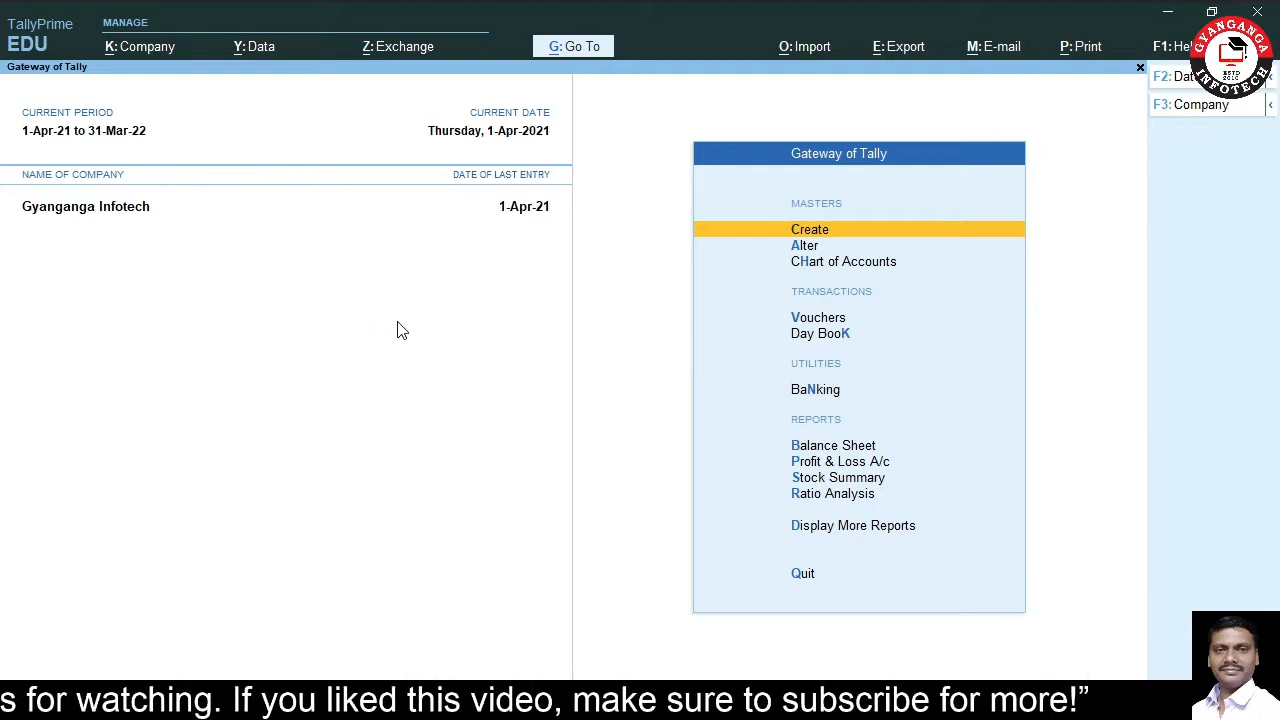 TallyPrime
EDU
MANAGE
K: Company
Y: Data
Z: Exchange
G: Go To
O: Import
E: Export
M: E-mail
P: Print
F1: Hel
Gateway of Tally
CURRENT PERIOD
CURRENT DATE
1-Apr-21 to 31-Mar-22
Thursday, 1-Apr-2021
NAME OF COMPANY
DATE OF LAST ENTRY
Gyanganga Infotech
1-Apr-21
Gateway of Tally
MASTERS
Create
Alter
CHart of Accounts
TRANSACTIONS
Vouchers
Day BooK
UTILITIES
BaNking
REPORTS
Balance Sheet
Profit & Loss A/c
Stock Summary
Ratio Analysis
Display More Reports
Quit
F2: Dat
F3: Company
GYANGANGA
ESTD
2010
INFOTECH
s for watching. If you liked this video, make sure to subscribe for more!”